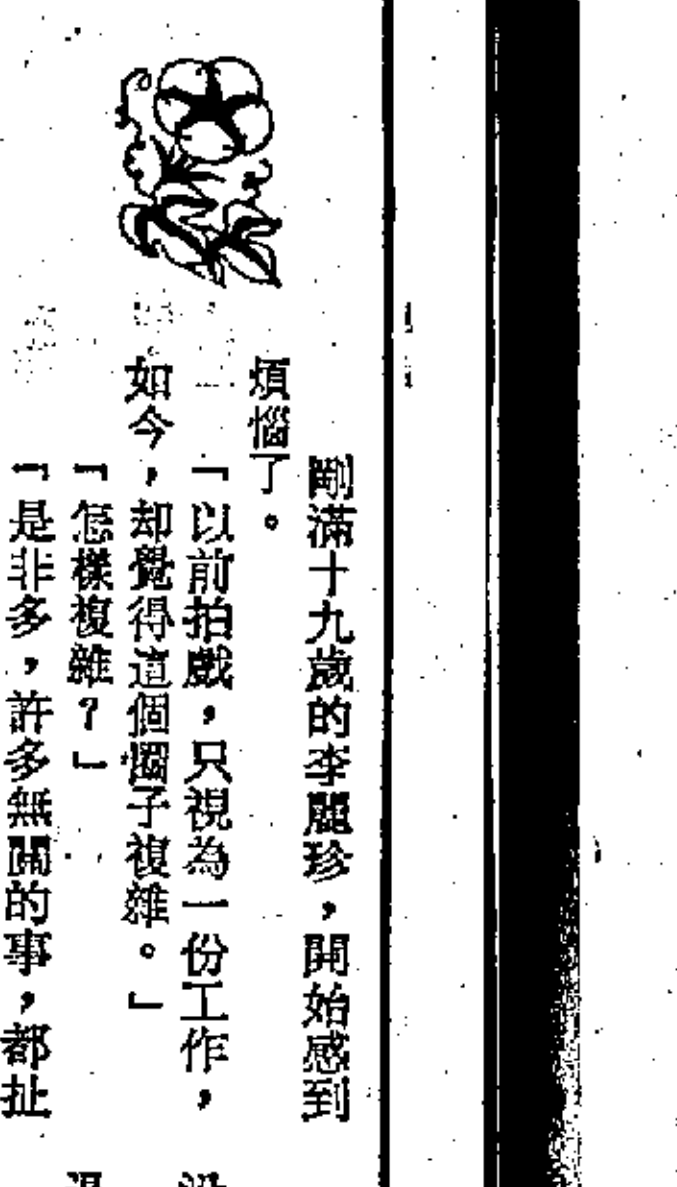 剛滿十九歲的李麗珍，開始感到
煩惱了。
「以前拍戲，只視為一份工作，
如今，却覺得這個圈子複雜。」
「怎樣複雜？」
「是非多，許多無關的事，都扯